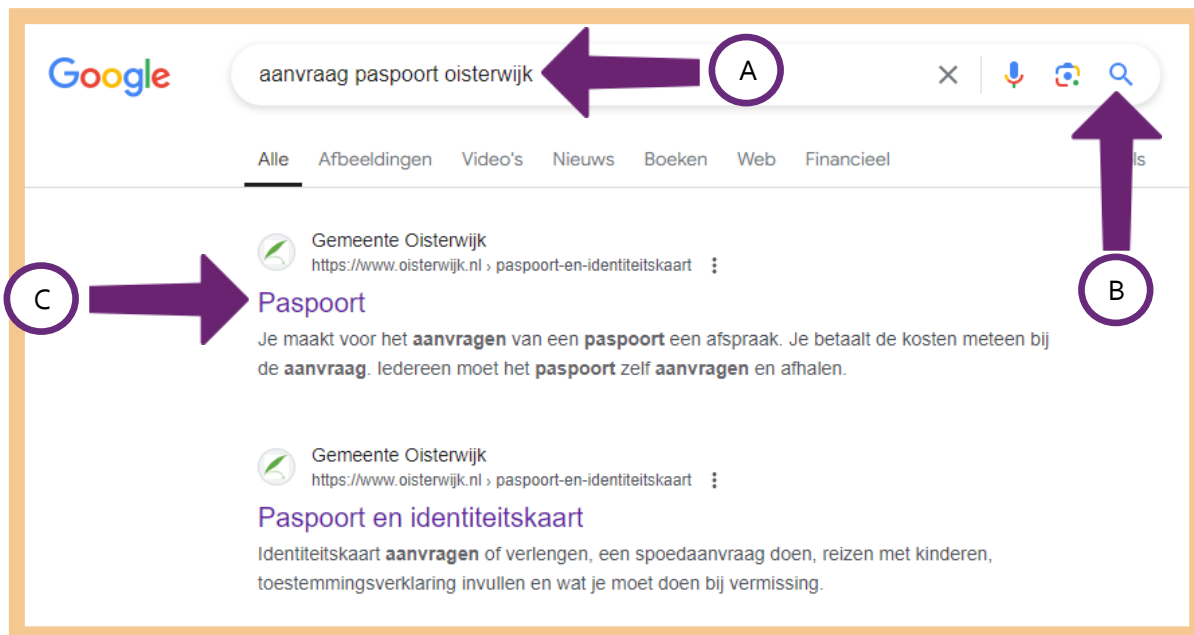 Google
aanvraag paspoort oisterwijk
A
Alle Afbeeldingen Video's Nieuws Boeken Web Financieel ls
B
Gemeente Oisterwijk
https://www.oisterwijk.nl › paspoort-en-identiteitskaart
C
Paspoort
Je maakt voor het aanvragen van een paspoort een afspraak. Je betaalt de kosten meteen bij
de aanvraag. Iedereen moet het paspoort zelf aanvragen en afhalen.
Gemeente Oisterwijk
https://www.oisterwijk.nl › paspoort-en-identiteitskaart
Paspoort en identiteitskaart
Identiteitskaart aanvragen of verlengen, een spoedaanvraag doen, reizen met kinderen,
toestemmingsverklaring invullen en wat je moet doen bij vermissing.